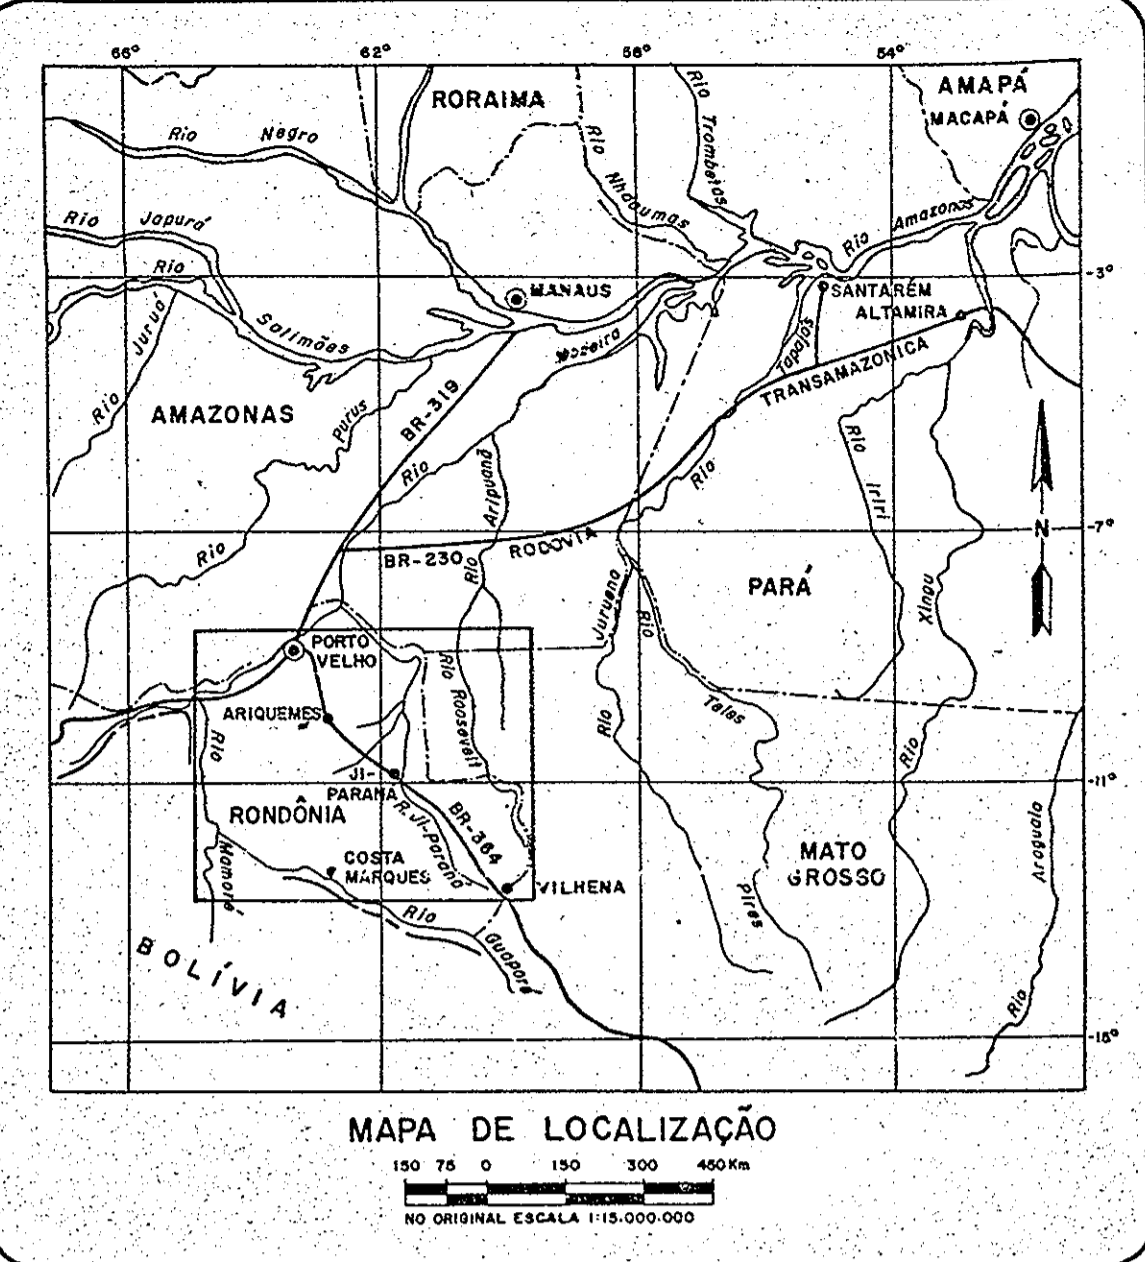 66° 62° 58° 54°
RORAIMA
AMAPÁ
MACAPÁ
Rio Negro
Rio Trombetas
Rio Nhaoumas
Rio Amazonas
Rio Japurá
Rio
-3°
MANAUS
SANTARÉM
ALTAMIRA
Juruá
Solimões
Madeira
Tapajós
TRANSAMAZONICA
BR-319
AMAZONAS
Rio
Purus
Rio
Aripuanã
Rio
Rio
Iriri
N
-7°
Rio
BR-230
RODOVIA
Rio
PARÁ
Xingu
Juruena
Rio
PORTO
VELHO
Rio Roosevelt
ARIQUEMES
Teles
Rio
Rio
Rio
JI-
PARANÁ
-11°
RONDÔNIA
R. JI-Paraná
BR-364
Araguaia
Mamoré
COSTA
MARQUES
MATO
GROSSO
VILHENA
Rio
Pires
Guaporé
BOLÍVIA
Rio
-15°
MAPA DE LOCALIZAÇÃO
150 75 0 150 300 450 Km
NO ORIGINAL ESCALA 1:15.000.000